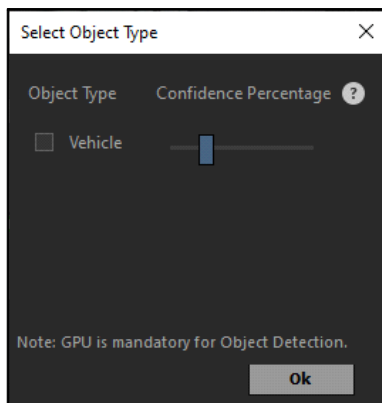 Select Object Type
Object Type Confidence Percentage ?
Vehicle
Note: GPU is mandatory for Object Detection.
Ok